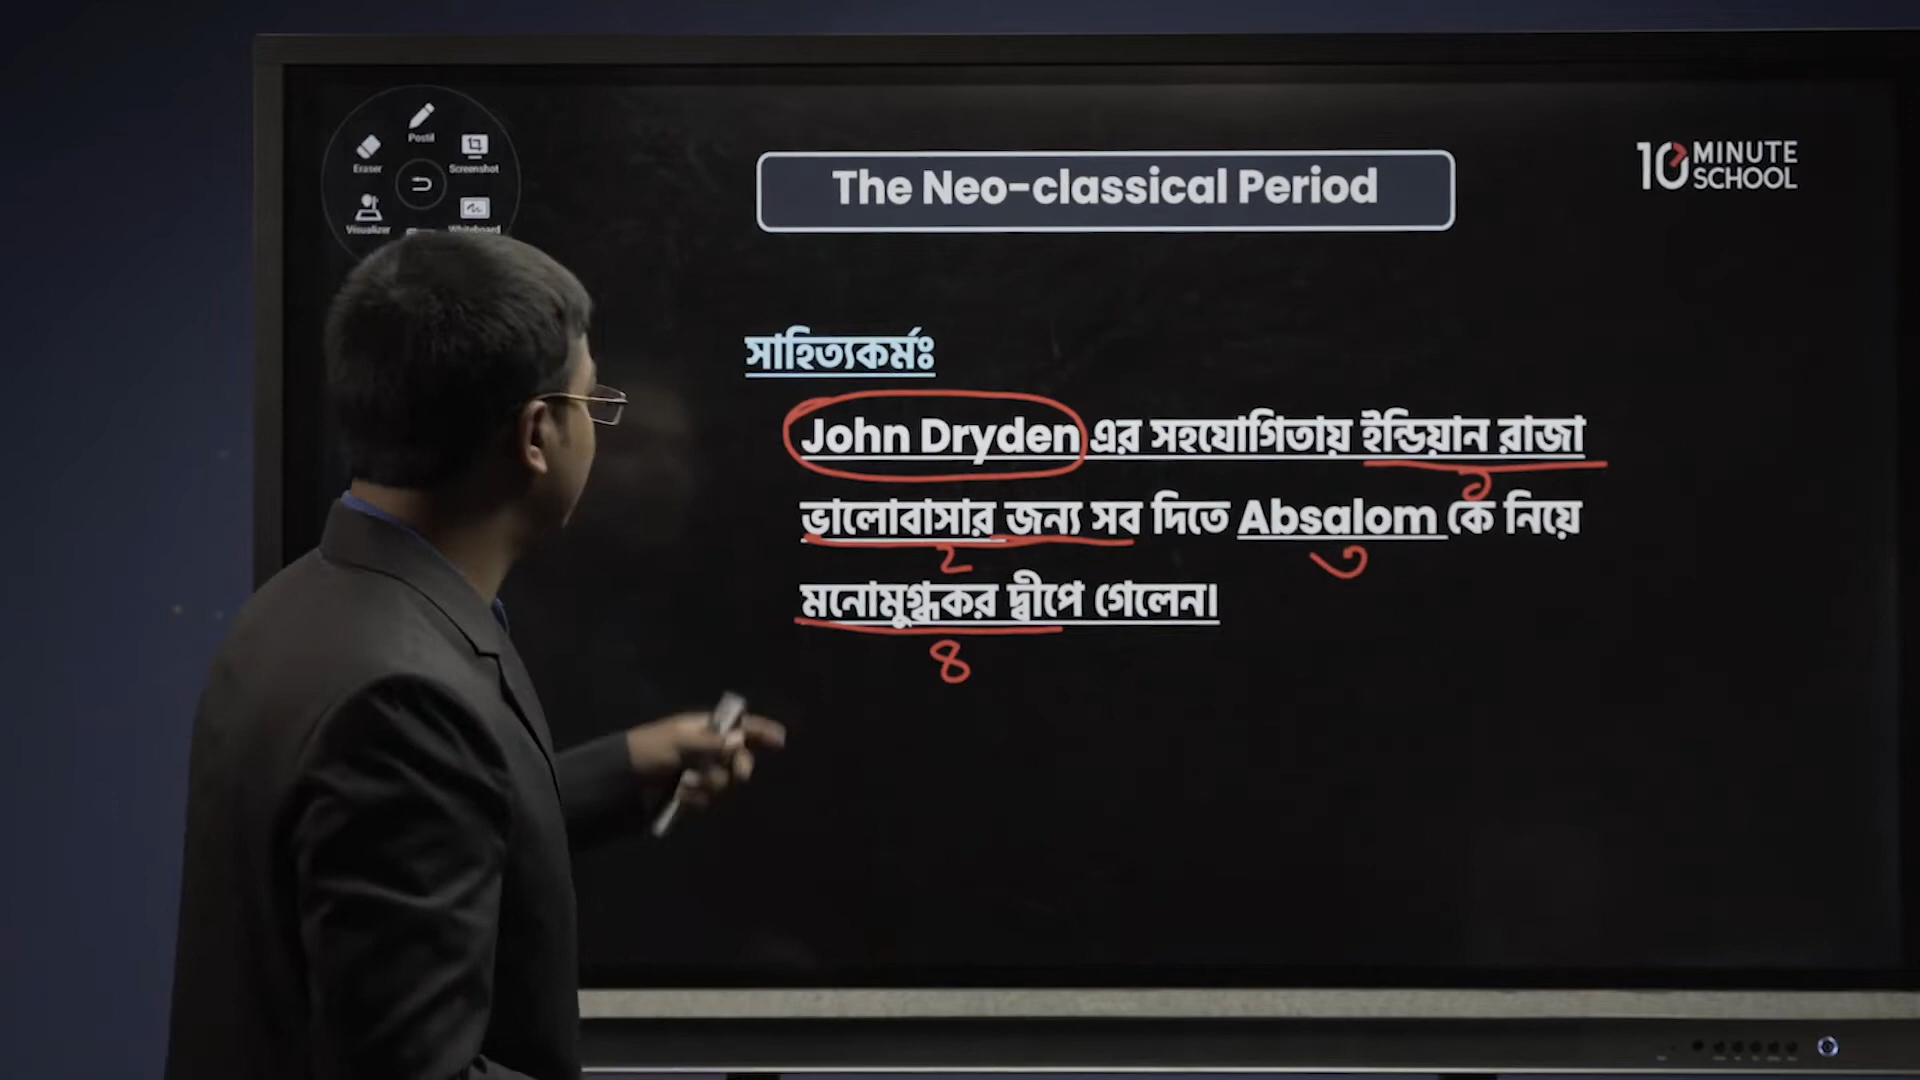 Postil
Eraser
Screenshot
Visualizer
Whiteboard
The Neo-classical Period
10 MINUTE SCHOOL
সাহিত্যকর্মঃ
John Dryden এর সহযোগিতায় ইন্ডিয়ান রাজা
১
ভালোবাসার জন্য সব দিতে Absalom কে নিয়ে
২ ৩
মনোমুগ্ধকর দ্বীপে গেলেন।
৪